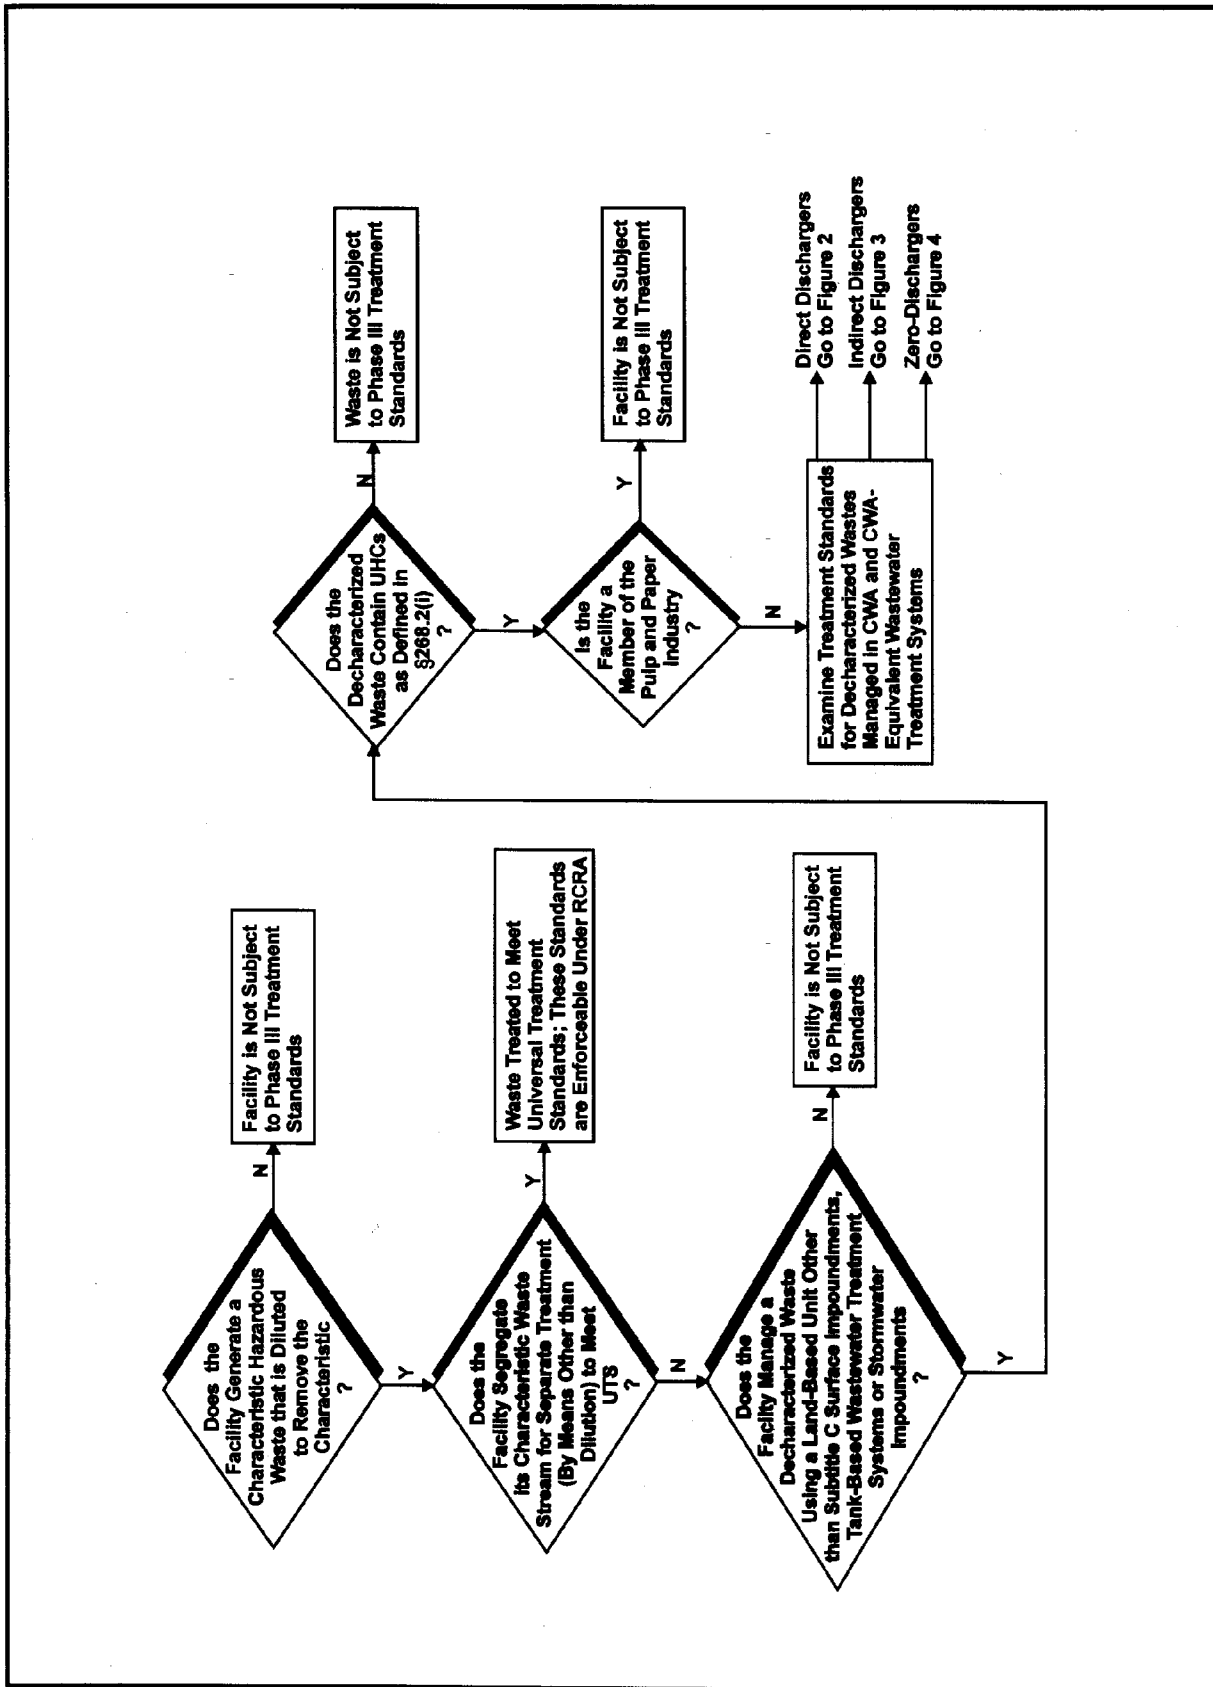 Does the
Facility Generate a
Characteristic Hazardous
Waste that is Diluted
to Remove the
Characteristic
?
N
Facility is Not Subject
to Phase III Treatment
Standards
Y
Does the
Facility Segregate
its Characteristic Waste
Stream for Separate Treatment
(By Means Other than
Dilution) to Meet
UTS
?
Y
Waste Treated to Meet
Universal Treatment
Standards; These Standards
are Enforceable Under RCRA
N
Does the
Facility Manage a
Decharacterized Waste
Using a Land-Based Unit Other
than Subtitle C Surface Impoundments,
Tank-Based Wastewater Treatment
Systems or Stormwater
Impoundments
?
N
Facility is Not Subject
to Phase III Treatment
Standards
Y
Does the
Decharacterized
Waste Contain UHCs
as Defined in
§268.2(i)
?
N
Waste is Not Subject
to Phase III Treatment
Standards
Y
Is the
Facility a
Member of the
Pulp and Paper
Industry
?
Y
Facility is Not Subject
to Phase III Treatment
Standards
N
Examine Treatment Standards
for Decharacterized Wastes
Managed in CWA and CWA-
Equivalent Wastewater
Treatment Systems
Direct Dischargers
Go to Figure 2
Indirect Dischargers
Go to Figure 3
Zero-Dischargers
Go to Figure 4